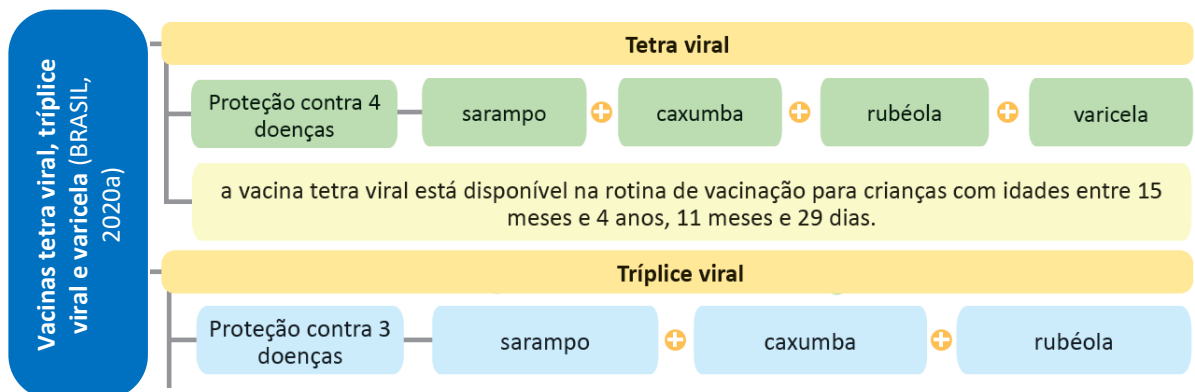 Vacinas tetra viral, tríplice
viral e varicela (BRASIL,
2020a)
Tetra viral
Proteção contra 4
doenças
sarampo
caxumba
rubéola
varicela
a vacina tetra viral está disponível na rotina de vacinação para crianças com idades entre 15
meses e 4 anos, 11 meses e 29 dias.
Tríplice viral
Proteção contra 3
doenças
sarampo
caxumba
rubéola